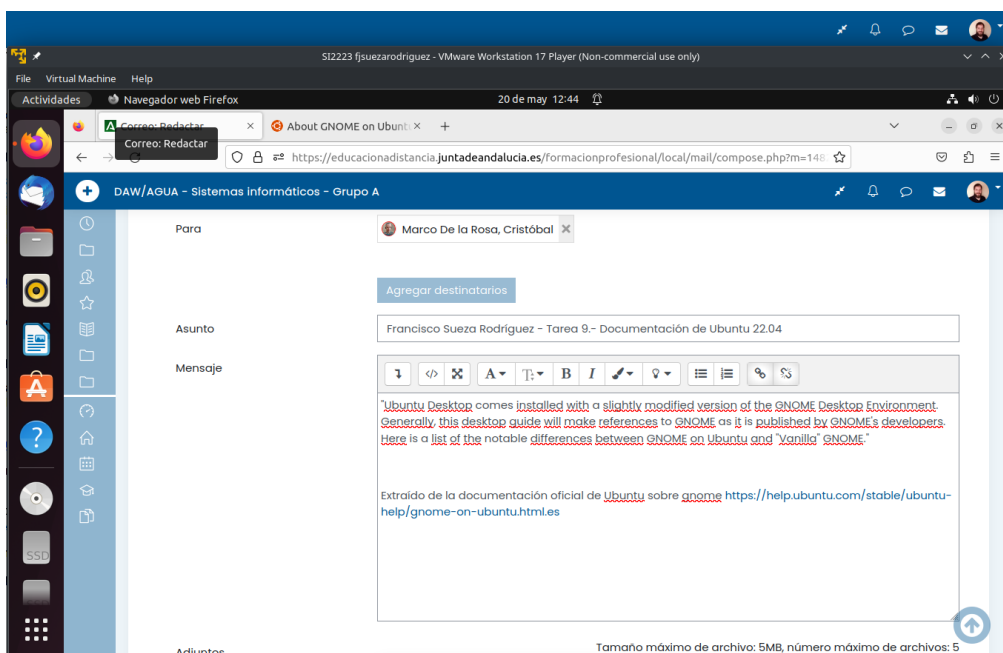 SI2223 fjsuezarodriguez - VMware Workstation 17 Player (Non-commercial use only)
File Virtual Machine Help
Actividades Navegador web Firefox 20 de may 12:44
Correo: Redactar About GNOME on Ubunt
Correo: Redactar
https://educacionadistancia.juntadeandalucia.es/formacionprofesional/local/mail/compose.php?m=148
DAW/AGUA - Sistemas informáticos - Grupo A
Para Marco De la Rosa, Cristóbal
Agregar destinatarios
Asunto Francisco Sueza Rodríguez - Tarea 9.- Documentación de Ubuntu 22.04
Mensaje
A T B I
"Ubuntu Desktop comes installed with a slightly modified version of the GNOME Desktop Environment.
Generally, this desktop guide will make references to GNOME as it is published by GNOME's developers.
Here is a list of the notable differences between GNOME on Ubuntu and "Vanilla" GNOME."
Extraído de la documentación oficial de Ubuntu sobre gnome https://help.ubuntu.com/stable/ubuntu-
help/gnome-on-ubuntu.html.es
SSD
Adjuntos Tamaño máximo de archivo: 5MB, número máximo de archivos: 5